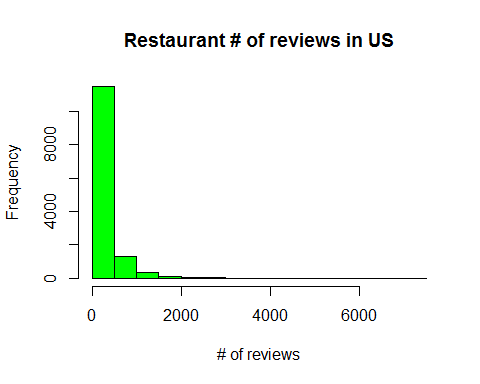 Restaurant # of reviews in US
Frequency
8000
4000
0
0 2000 4000 6000
# of reviews